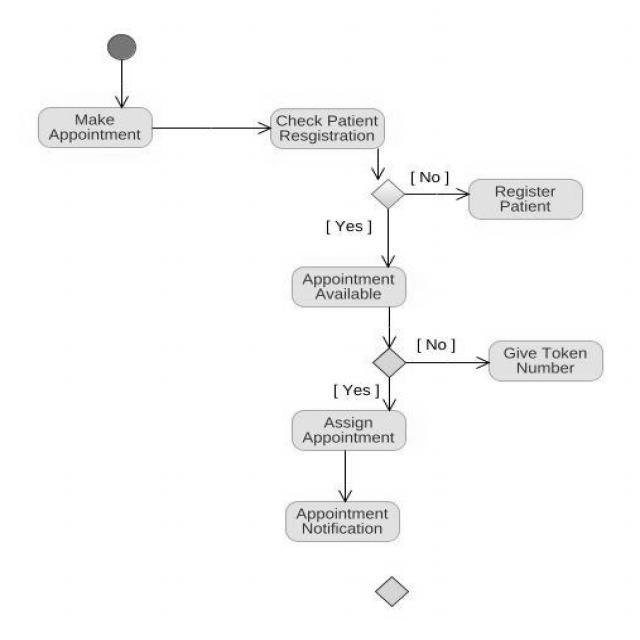 Make
Appointment
Check Patient
Resgistration
[ No ]
Register
Patient
[ Yes ]
Appointment
Available
[ No ]
Give Token
Number
[ Yes ]
Assign
Appointment
Appointment
Notification